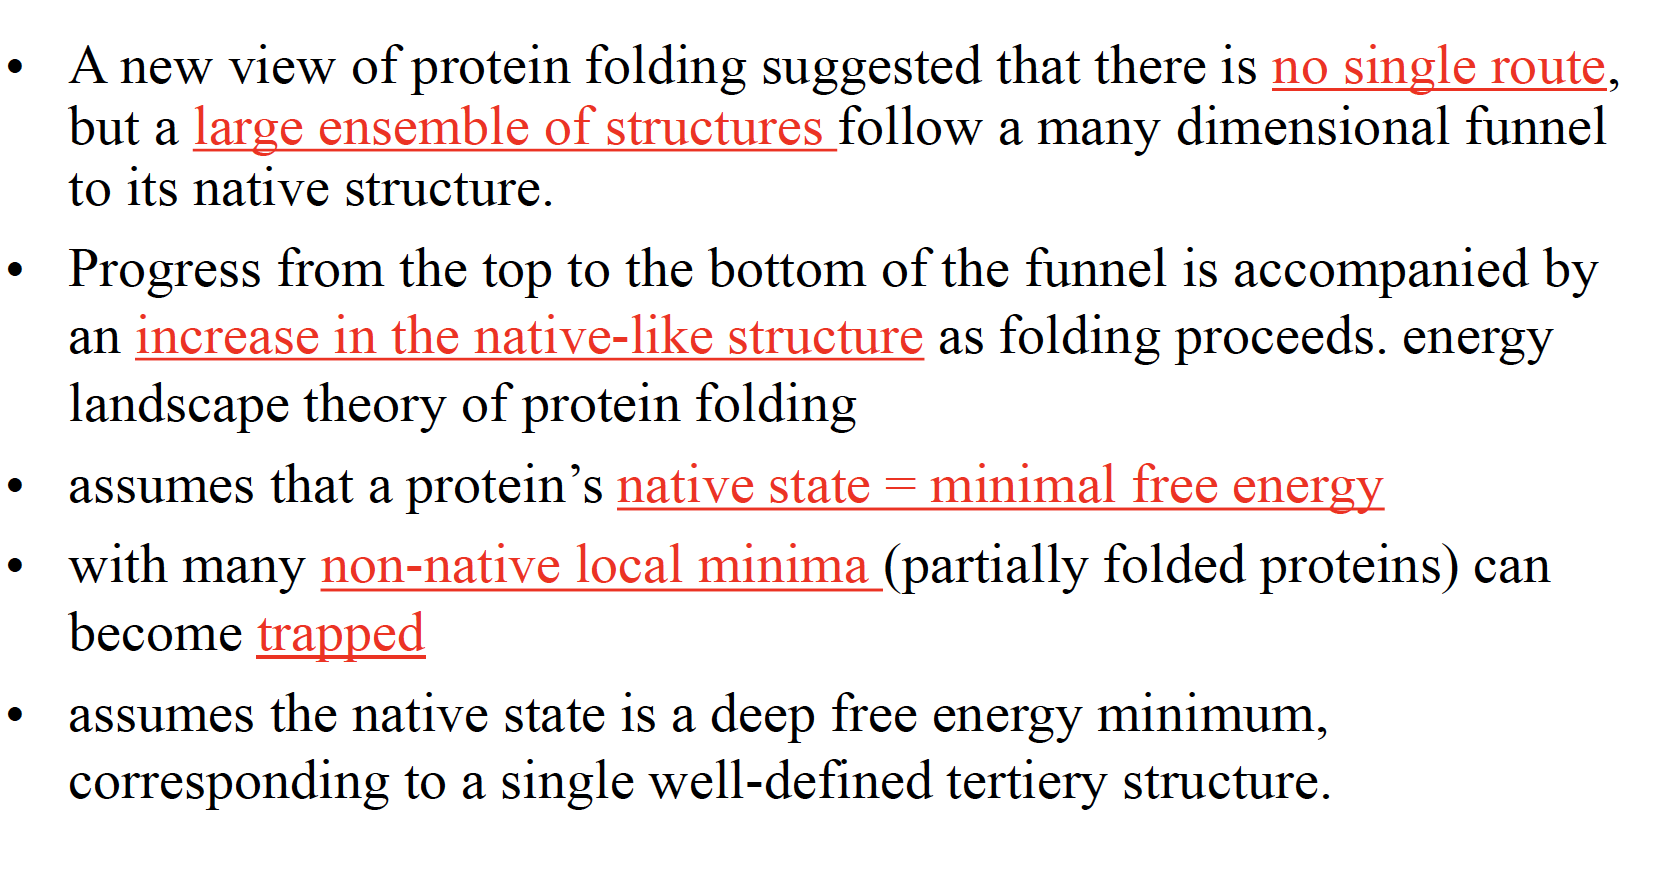 • A new view of protein folding suggested that there is no single route,
but a large ensemble of structures follow a many dimensional funnel
to its native structure.
• Progress from the top to the bottom of the funnel is accompanied by
an increase in the native-like structure as folding proceeds. energy
landscape theory of protein folding
• assumes that a protein’s native state = minimal free energy
• with many non-native local minima (partially folded proteins) can
become trapped
• assumes the native state is a deep free energy minimum,
corresponding to a single well-defined tertiery structure.